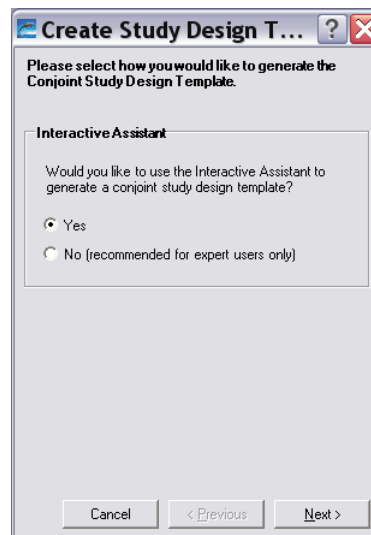 Create Study Design T...
Please select how you would like to generate the
Conjoint Study Design Template.
Interactive Assistant
Would you like to use the Interactive Assistant to
generate a conjoint study design template?
Yes
No (recommended for expert users only)
Cancel
< Previous
Next >